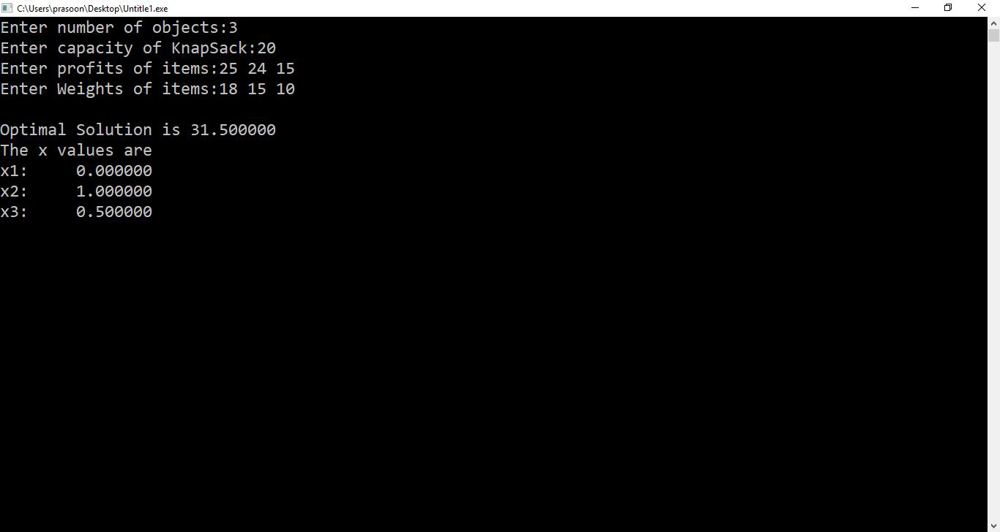 C:\Users\prasoon\Desktop\Untitle1.exe
Enter number of objects:3
Enter capacity of KnapSack:20
Enter profits of items:25 24 15
Enter Weights of items:18 15 10
Optimal Solution is 31.500000
The x values are
x1:     0.000000
x2:     1.000000
x3:     0.500000